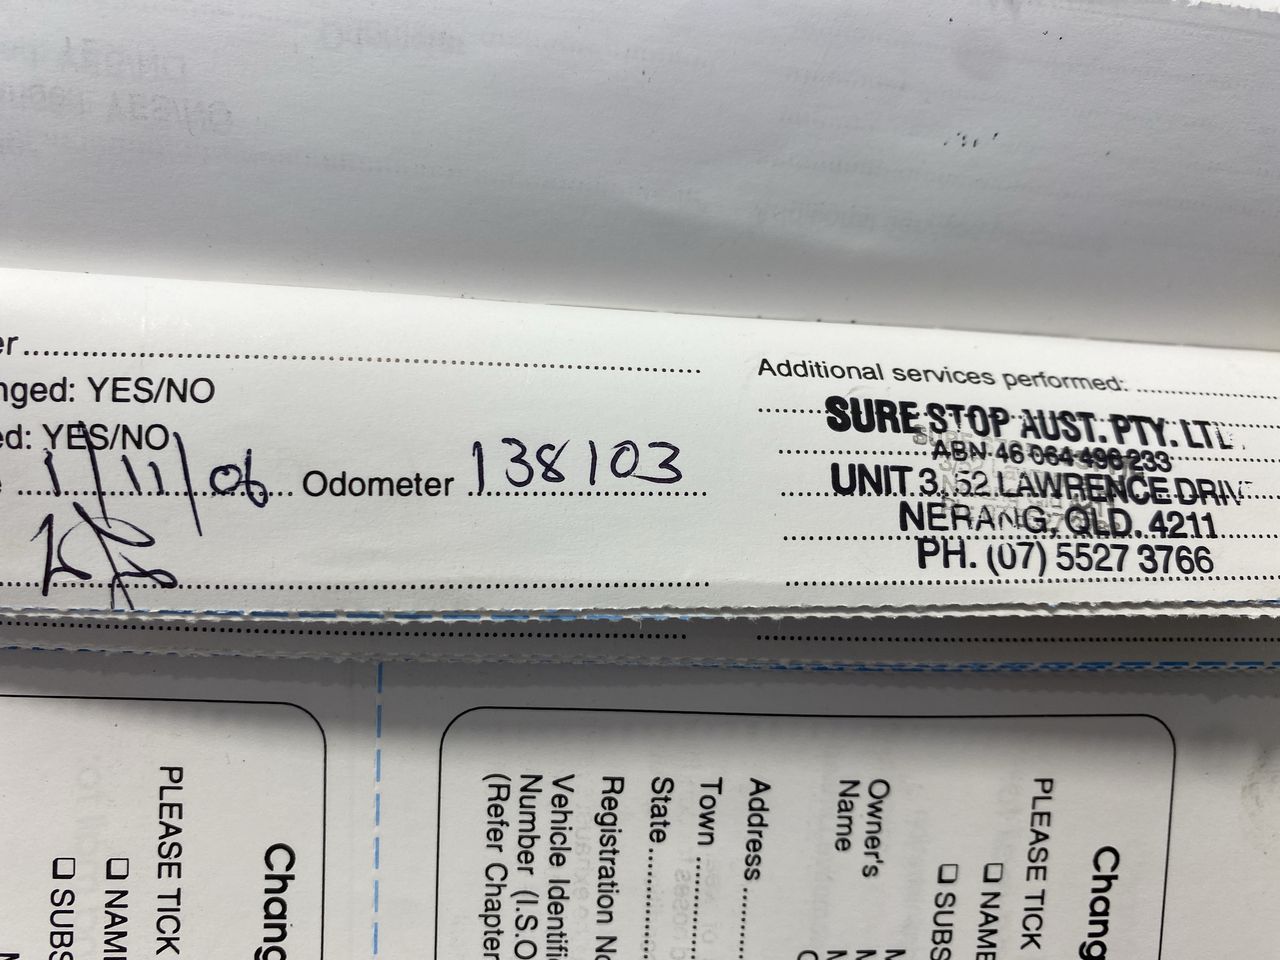 er
nged: YES/NO
ed: YES/NO
1/11/06 Odometer 138103
Additional services performed:
SURE STOP AUST. PTY. LT
ABN 46 064 496 233
UNIT 3, 52 LAWRENCE DRIV
NERANG, QLD. 4211
PH. (07) 5527 3766
Chang
PLEASE TICK
□ NAME
□ SUBS
Chang
PLEASE TICK
□ NAME
□ SUBS
Owner's
Name
Address
Town
State
Registration No
Vehicle Identifi
Number (I.S.O
(Refer Chapter